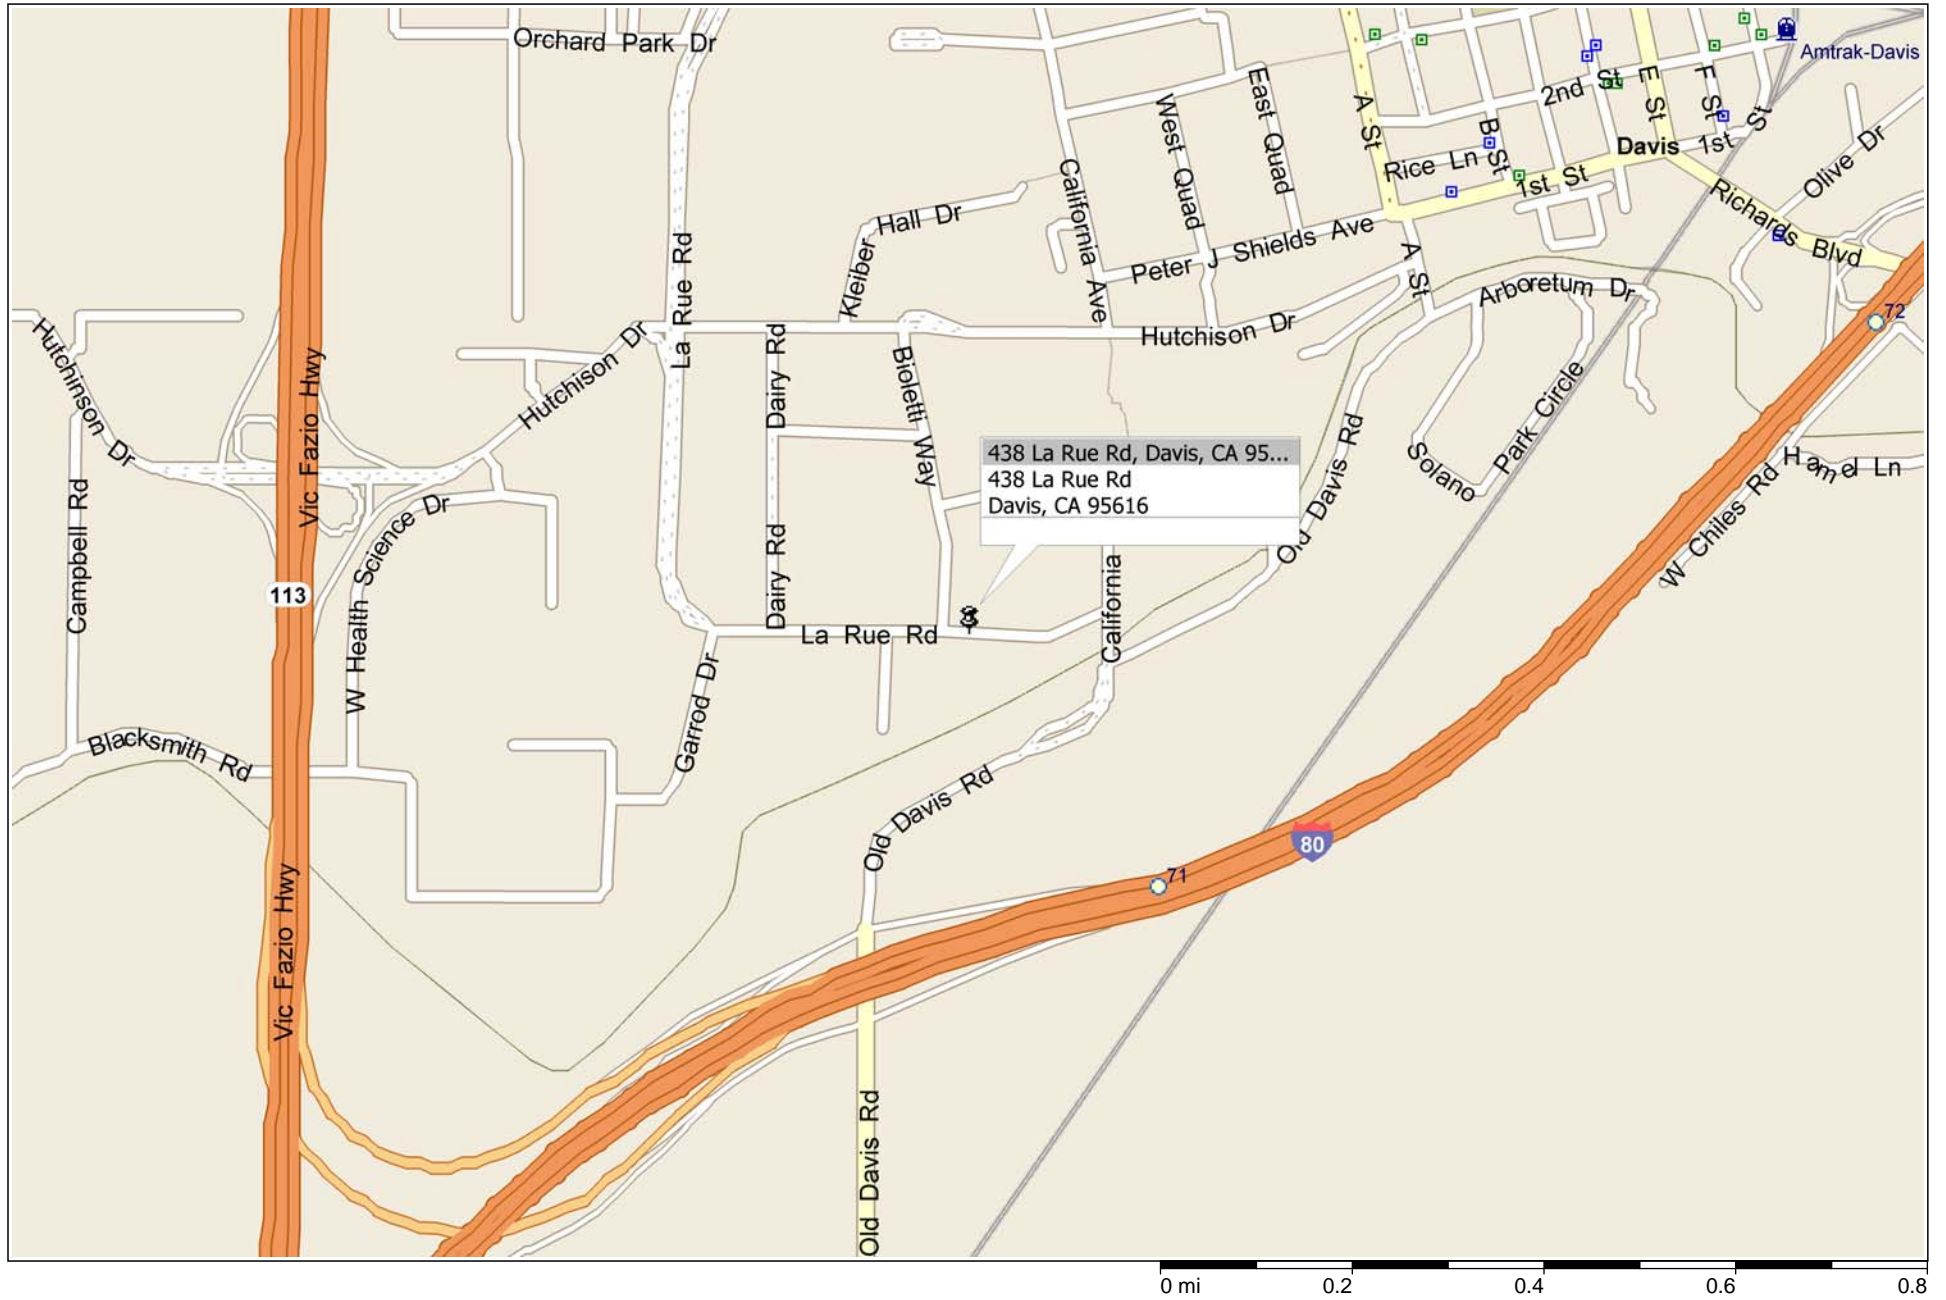 Orchard Park Dr
Amtrak-Davis
2nd St
E St
F St
St
A St
B St
East Quad
West Quad
Rice Ln
Davis
1st
1st St
Olive Dr
Richards Blvd
California Ave
Kleiber Hall Dr
Peter J Shields Ave
A St
Arboretum Dr
La Rue Rd
Hutchison Dr
Hutchison Dr
72
Hutchinson Dr
Vic Fazio Hwy
Dairy Rd
Bioletti Way
438 La Rue Rd, Davis, CA 95...
438 La Rue Rd
Davis, CA 95616
Old Davis Rd
Solano Park Circle
Hamel Ln
W Chiles Rd
Campbell Rd
W Health Science Dr
113
Dairy Rd
La Rue Rd
California
Garrod Dr
Blacksmith Rd
Old Davis Rd
80
71
Vic Fazio Hwy
Old Davis Rd
0 mi 0.2 0.4 0.6 0.8